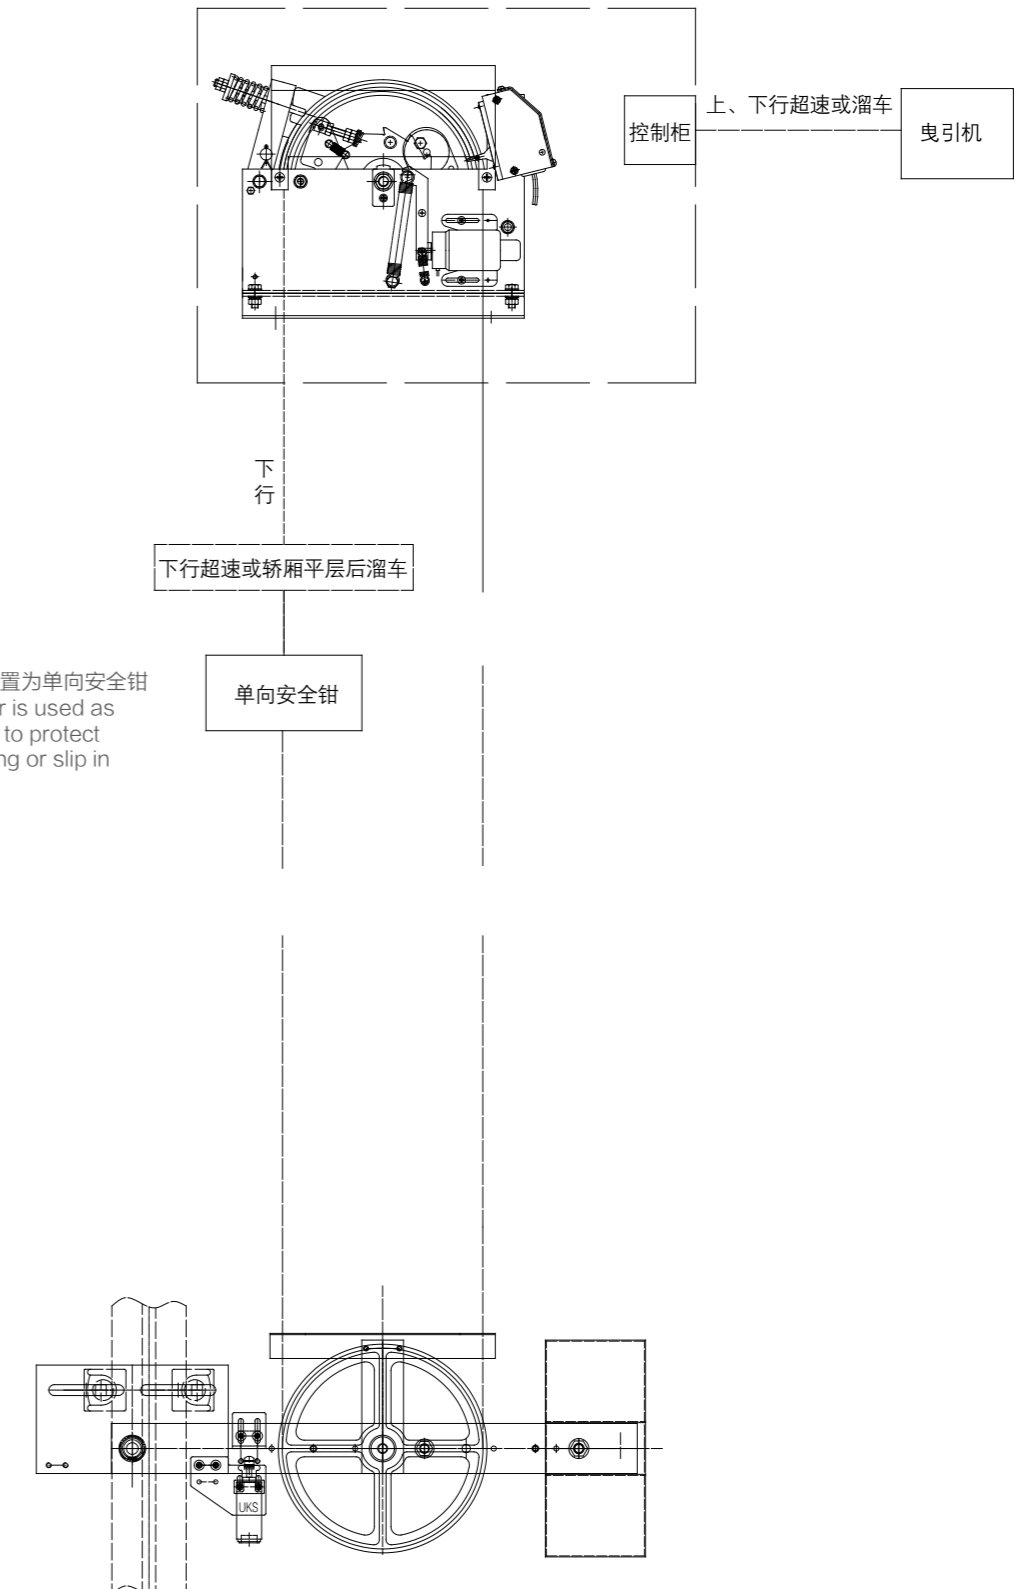 控制柜
上、下行超速或溜车
曳引机
下
行
下行超速或轿厢平层后溜车
单向安全钳
置为单向安全钳
r is used as
to protect
ng or slip in
UKS